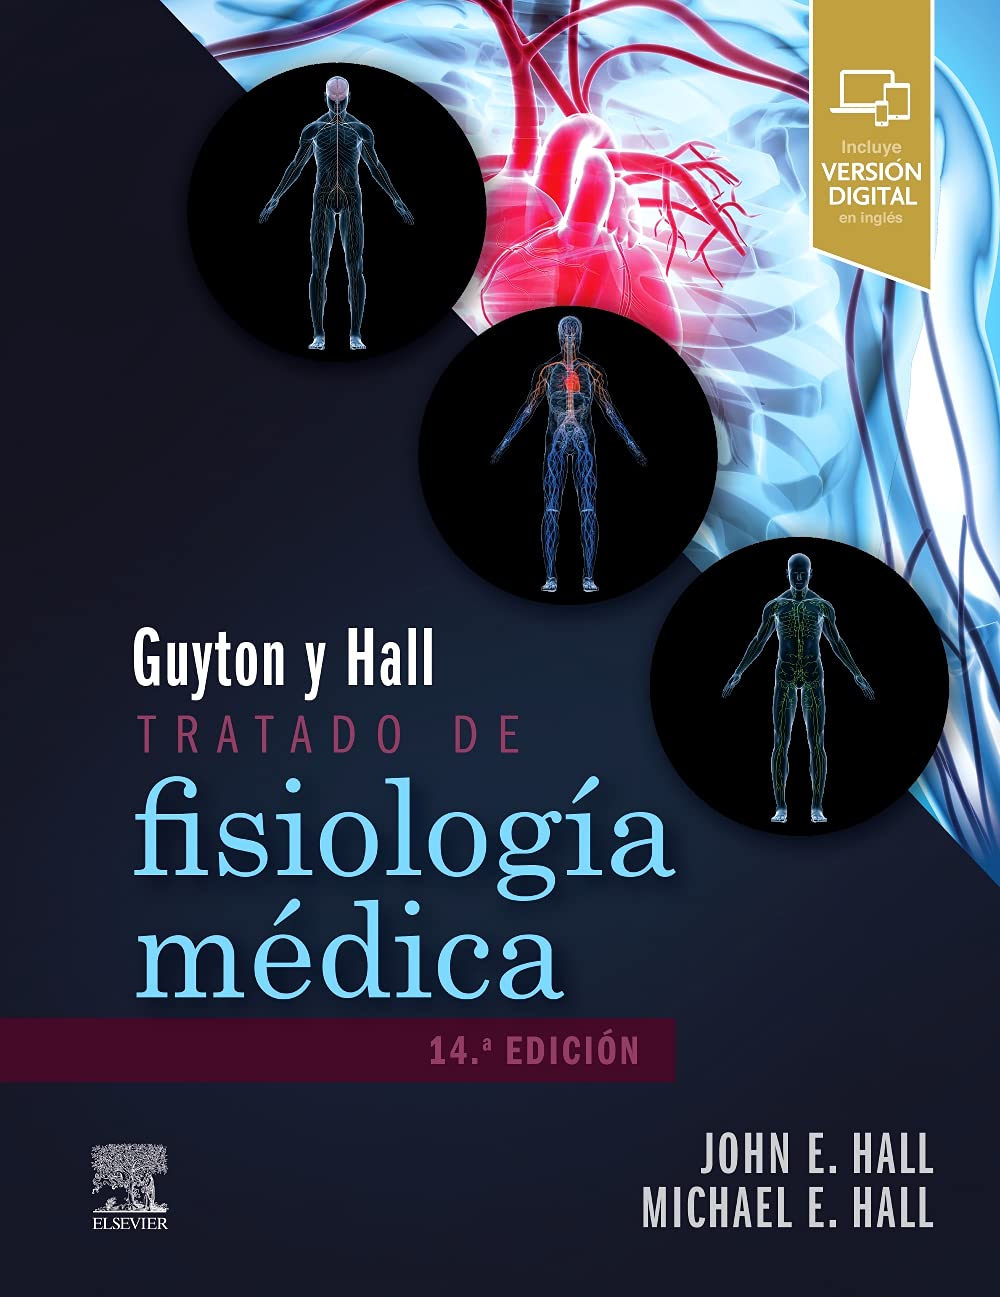 Incluye
VERSIÓN
DIGITAL
en inglés
Guyton y Hall
TRATADO DE
fisiología
médica
14.ª EDICIÓN
JOHN E. HALL
MICHAEL E. HALL
ELSEVIER